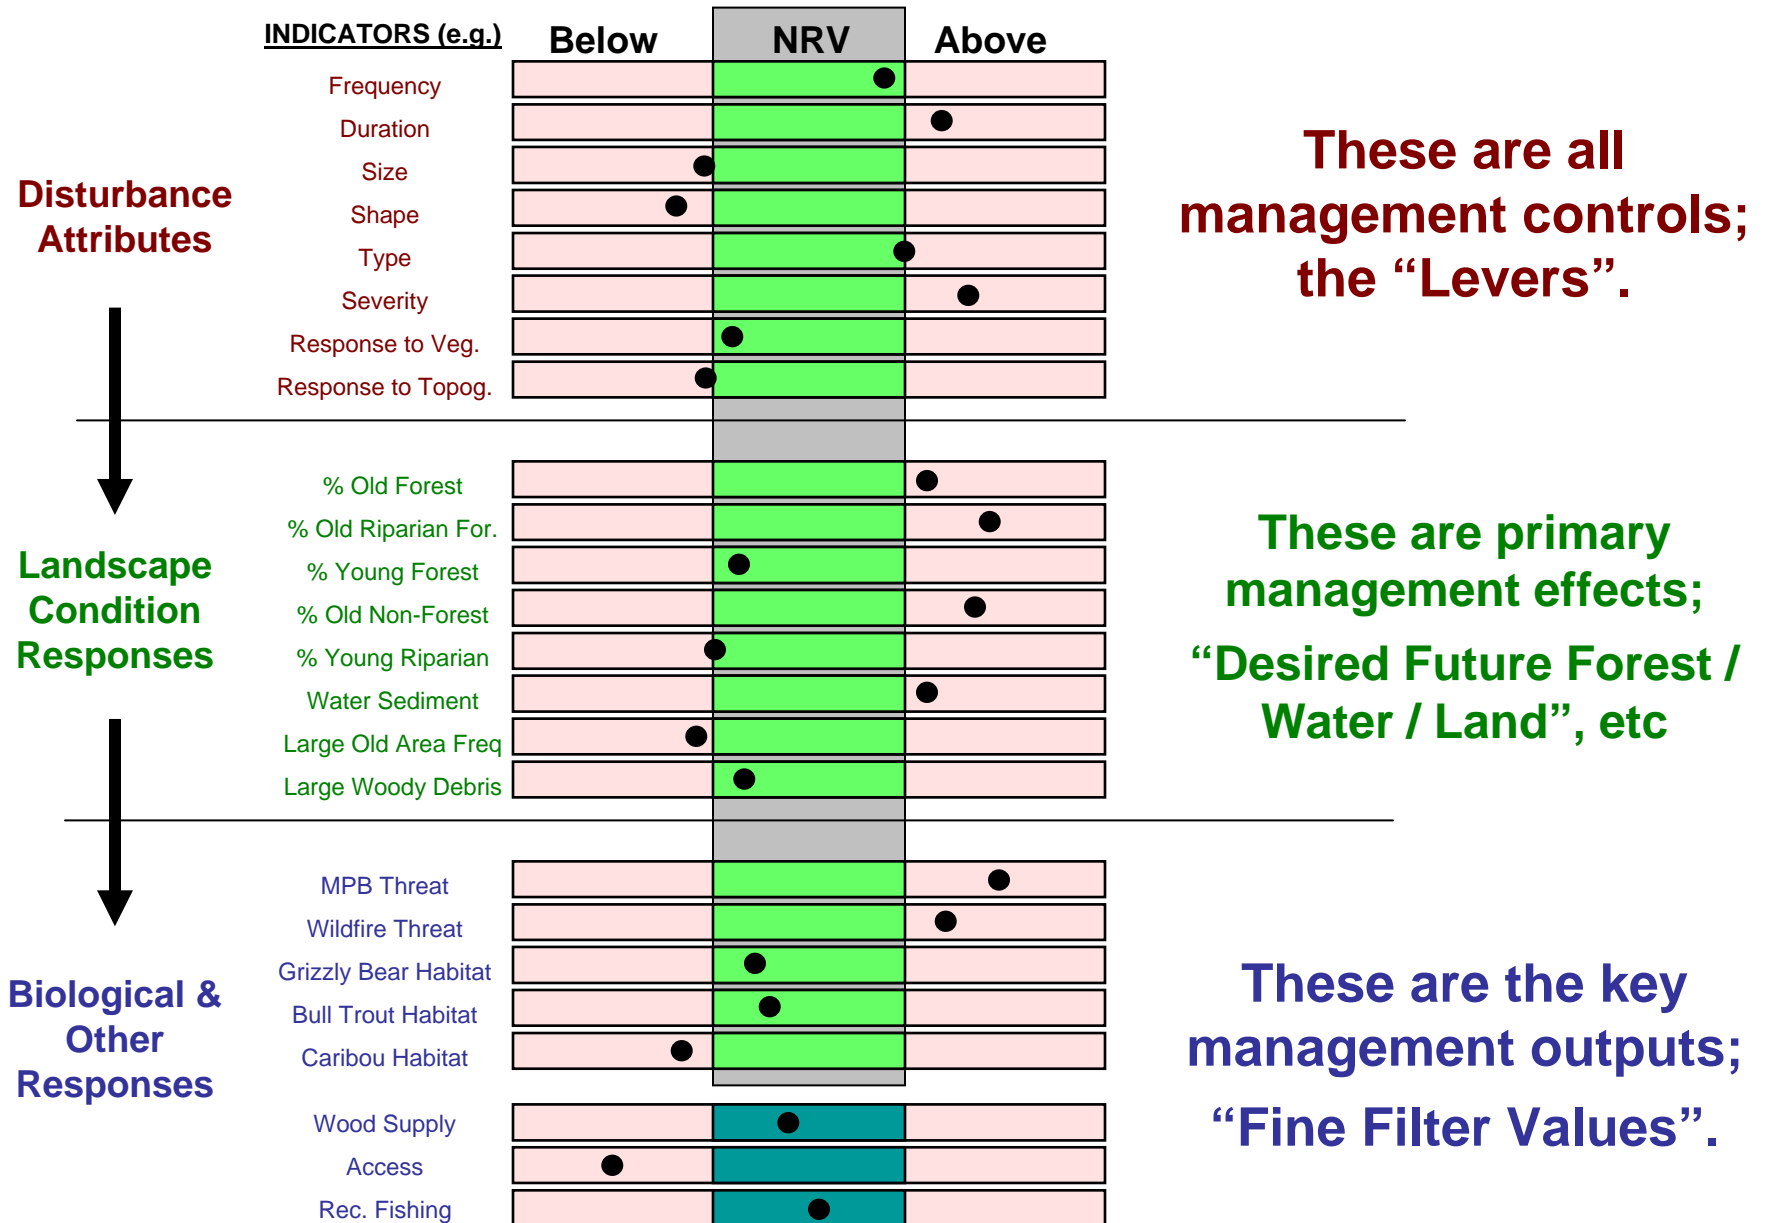 INDICATORS (e.g.)
Below
NRV
Above
Frequency
Duration
Size
Shape
Type
Severity
Response to Veg.
Response to Topog.
Disturbance
Attributes
These are all
management controls;
the “Levers”.
% Old Forest
% Old Riparian For.
% Young Forest
% Old Non-Forest
% Young Riparian
Water Sediment
Large Old Area Freq
Large Woody Debris
Landscape
Condition
Responses
These are primary
management effects;
“Desired Future Forest /
Water / Land”, etc
MPB Threat
Wildfire Threat
Grizzly Bear Habitat
Bull Trout Habitat
Caribou Habitat
Wood Supply
Access
Rec. Fishing
Biological &
Other
Responses
These are the key
management outputs;
“Fine Filter Values”.